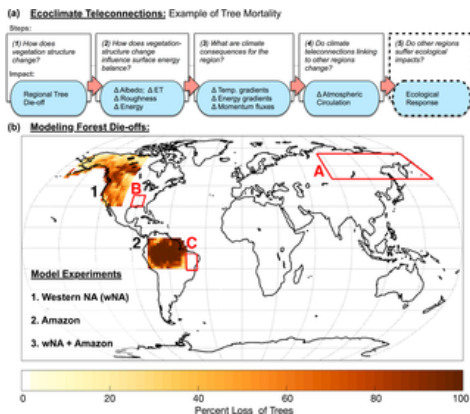 (a) Ecoclimate Teleconnections: Example of Tree Mortality
Steps:
(1) How does vegetation structure change?
(2) How does vegetation-structure change influence surface energy balance?
(3) What are climate consequences for the region?
(4) Do climate teleconnections linking to other regions change?
(5) Do other regions suffer ecological impacts?
Impact:
Regional Tree Die-off
Δ Albedo; Δ ET
Δ Roughness
Δ Energy
Δ Temp. gradients
Δ Energy gradients
Δ Momentum fluxes
Δ Atmospheric Circulation
Ecological Response
(b) Modeling Forest Die-offs:
A
1
B
2
C
Model Experiments
1. Western NA (wNA)
2. Amazon
3. wNA + Amazon
0 20 40 60 80 100
Percent Loss of Trees